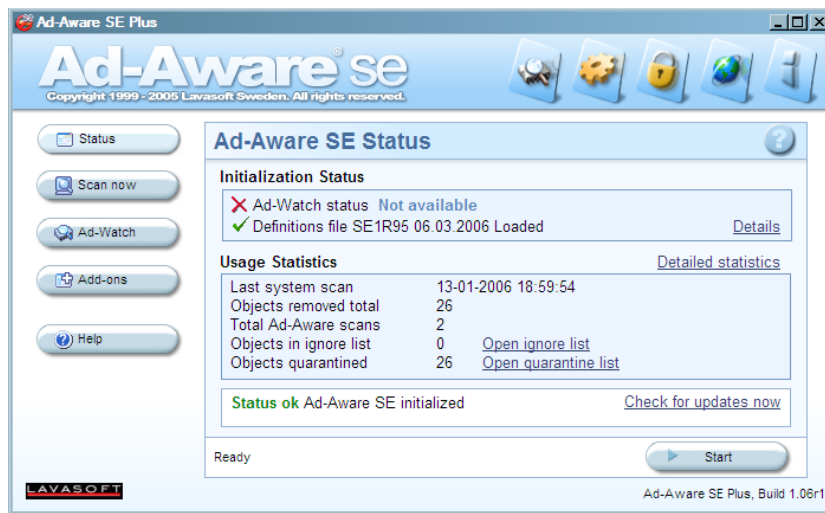 Ad-Aware SE Plus
Ad-Aware SE
Copyright 1999 - 2005 Lavasoft Sweden. All rights reserved.
Status
Scan now
Ad-Watch
Add-ons
Help
Ad-Aware SE Status
Initialization Status
Ad-Watch status Not available
Definitions file SE1R95 06.03.2006 Loaded Details
Usage Statistics Detailed statistics
Last system scan 13-01-2006 18:59:54
Objects removed total 26
Total Ad-Aware scans 2
Objects in ignore list 0 Open ignore list
Objects quarantined 26 Open quarantine list
Status ok Ad-Aware SE initialized Check for updates now
Ready Start
LAVASOFT
Ad-Aware SE Plus, Build 1.06r1